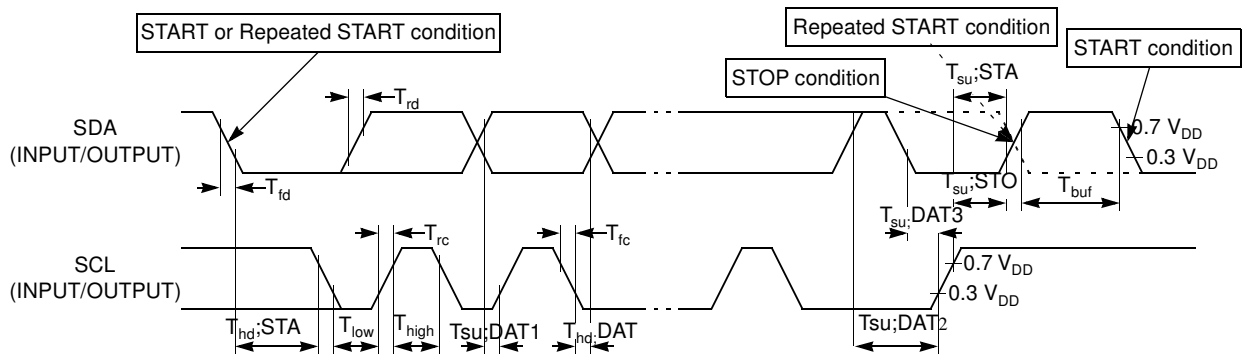 START or Repeated START condition
Repeated START condition
START condition
STOP condition
Tsu;STA
Trd
SDA
(INPUT/OUTPUT)
0.7 VDD
0.3 VDD
Tfd
Tsu;STO
Tbuf
Tsu;DAT3
Trc
Tfc
SCL
(INPUT/OUTPUT)
0.7 VDD
0.3 VDD
Thd;STA
Tlow
Thigh
Tsu;DAT1
Thd;DAT
Tsu;DAT2